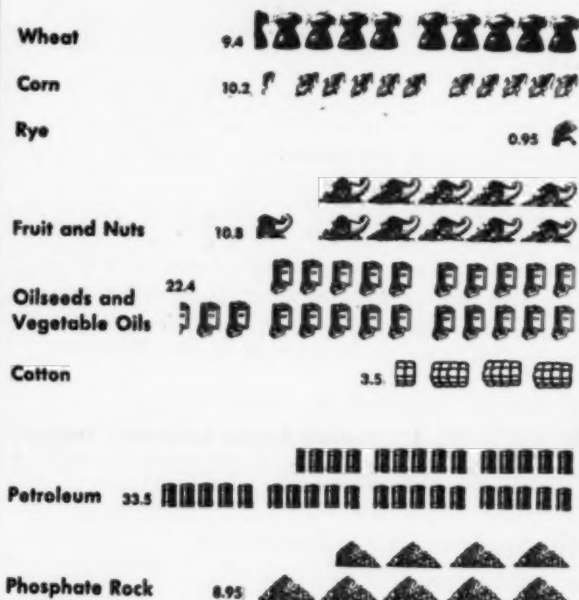 Wheat 9.4
Corn 10.2
Rye 0.95
Fruit and Nuts 10.8
22.4
Oilseeds and
Vegetable Oils
Cotton 3.5
Petroleum 33.5
Phosphate Rock 8.95